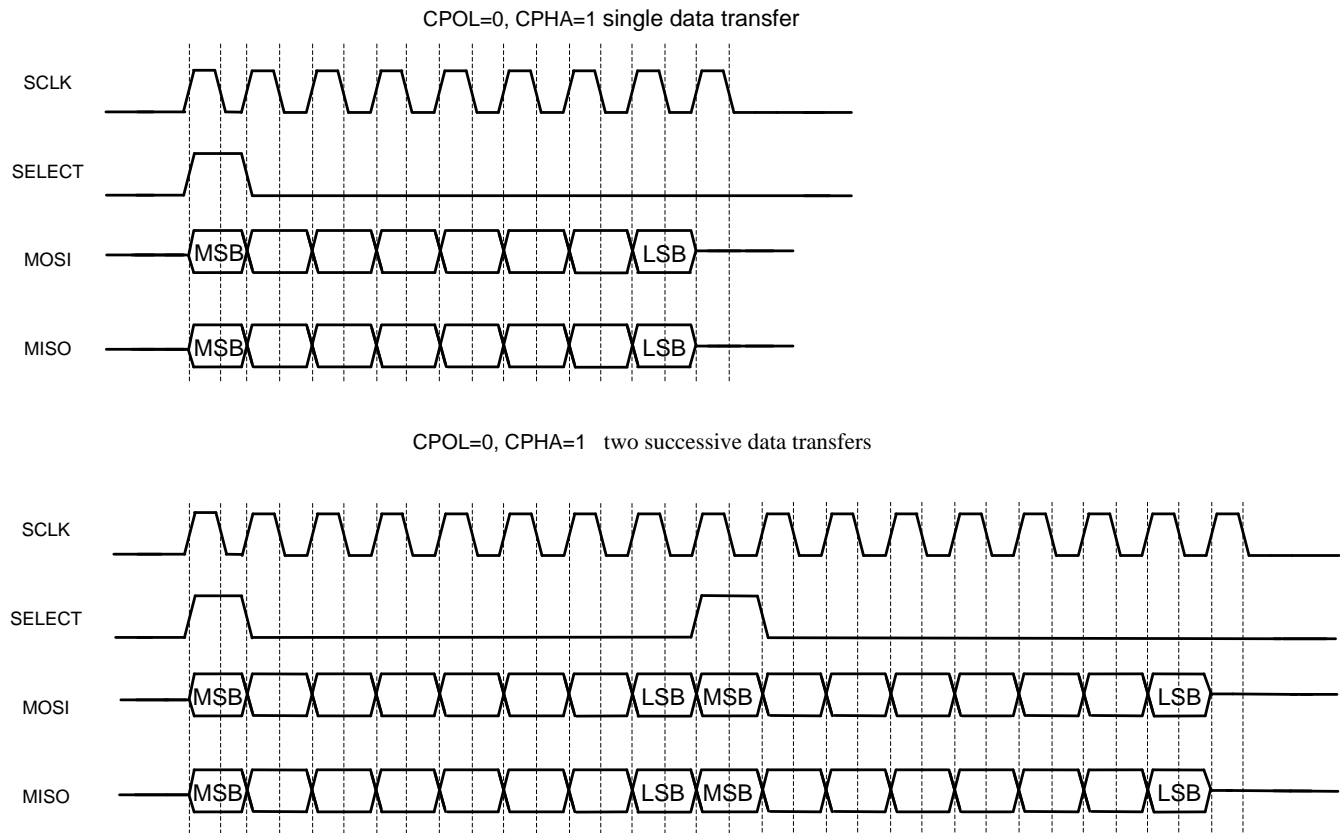 CPOL=0, CPHA=1 single data transfer
SCLK
SELECT
MOSI MSB LSB
MISO MSB LSB
CPOL=0, CPHA=1 two successive data transfers
SCLK
SELECT
MOSI MSB LSB MSB LSB
MISO MSB LSB MSB LSB